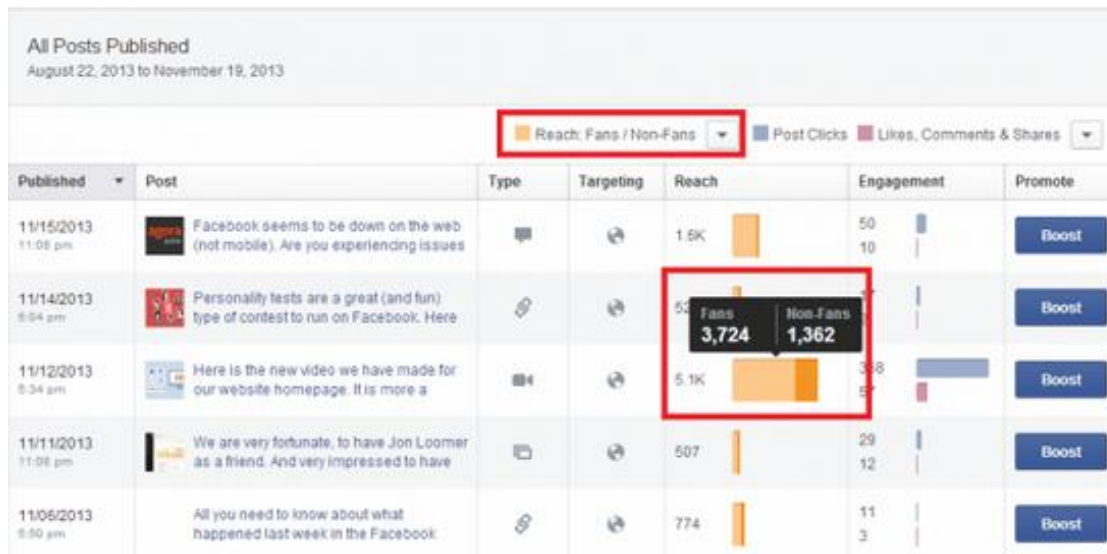 All Posts Published
August 22, 2013 to November 19, 2013
Reach: Fans / Non-Fans Post Clicks Likes, Comments & Shares
Published Post Type Targeting Reach Engagement Promote
11/15/2013 Facebook seems to be down on the web 50
11:08 pm agora (not mobile). Are you experiencing issues 1.6K 10 Boost
11/14/2013 Personality tests are a great (and fun)
5:04 pm type of contest to run on Facebook. Here Boost
Fans Non-Fans
3,724 1,362
11/12/2013 Here is the new video we have made for
5:34 pm our website homepage. It is more a 5.1K Boost
11/11/2013 We are very fortunate, to have Jon Loomer 29
11:08 pm as a friend. And very impressed to have 507 12 Boost
11/06/2013 All you need to know about what 11
5:50 pm happened last week in the Facebook 774 3 Boost